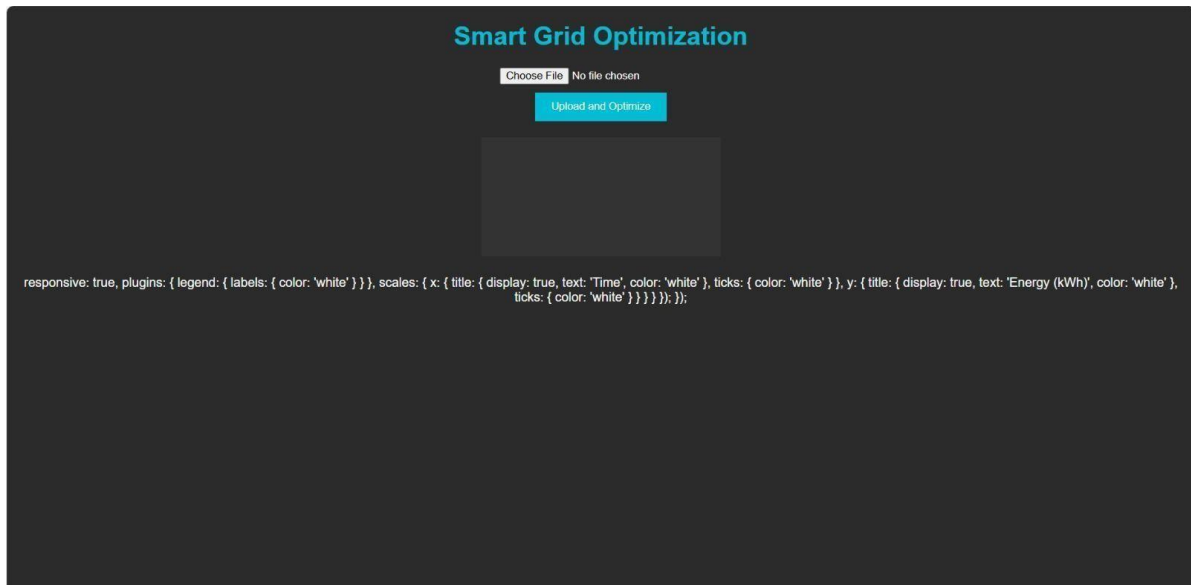 Smart Grid Optimization
Choose File No file chosen
Upload and Optimize
responsive: true, plugins: { legend: { labels: { color: 'white' } } }, scales: { x: { title: { display: true, text: 'Time', color: 'white' }, ticks: { color: 'white' } }, y: { title: { display: true, text: 'Energy (kWh)', color: 'white' },
ticks: { color: 'white' } } } } }); });